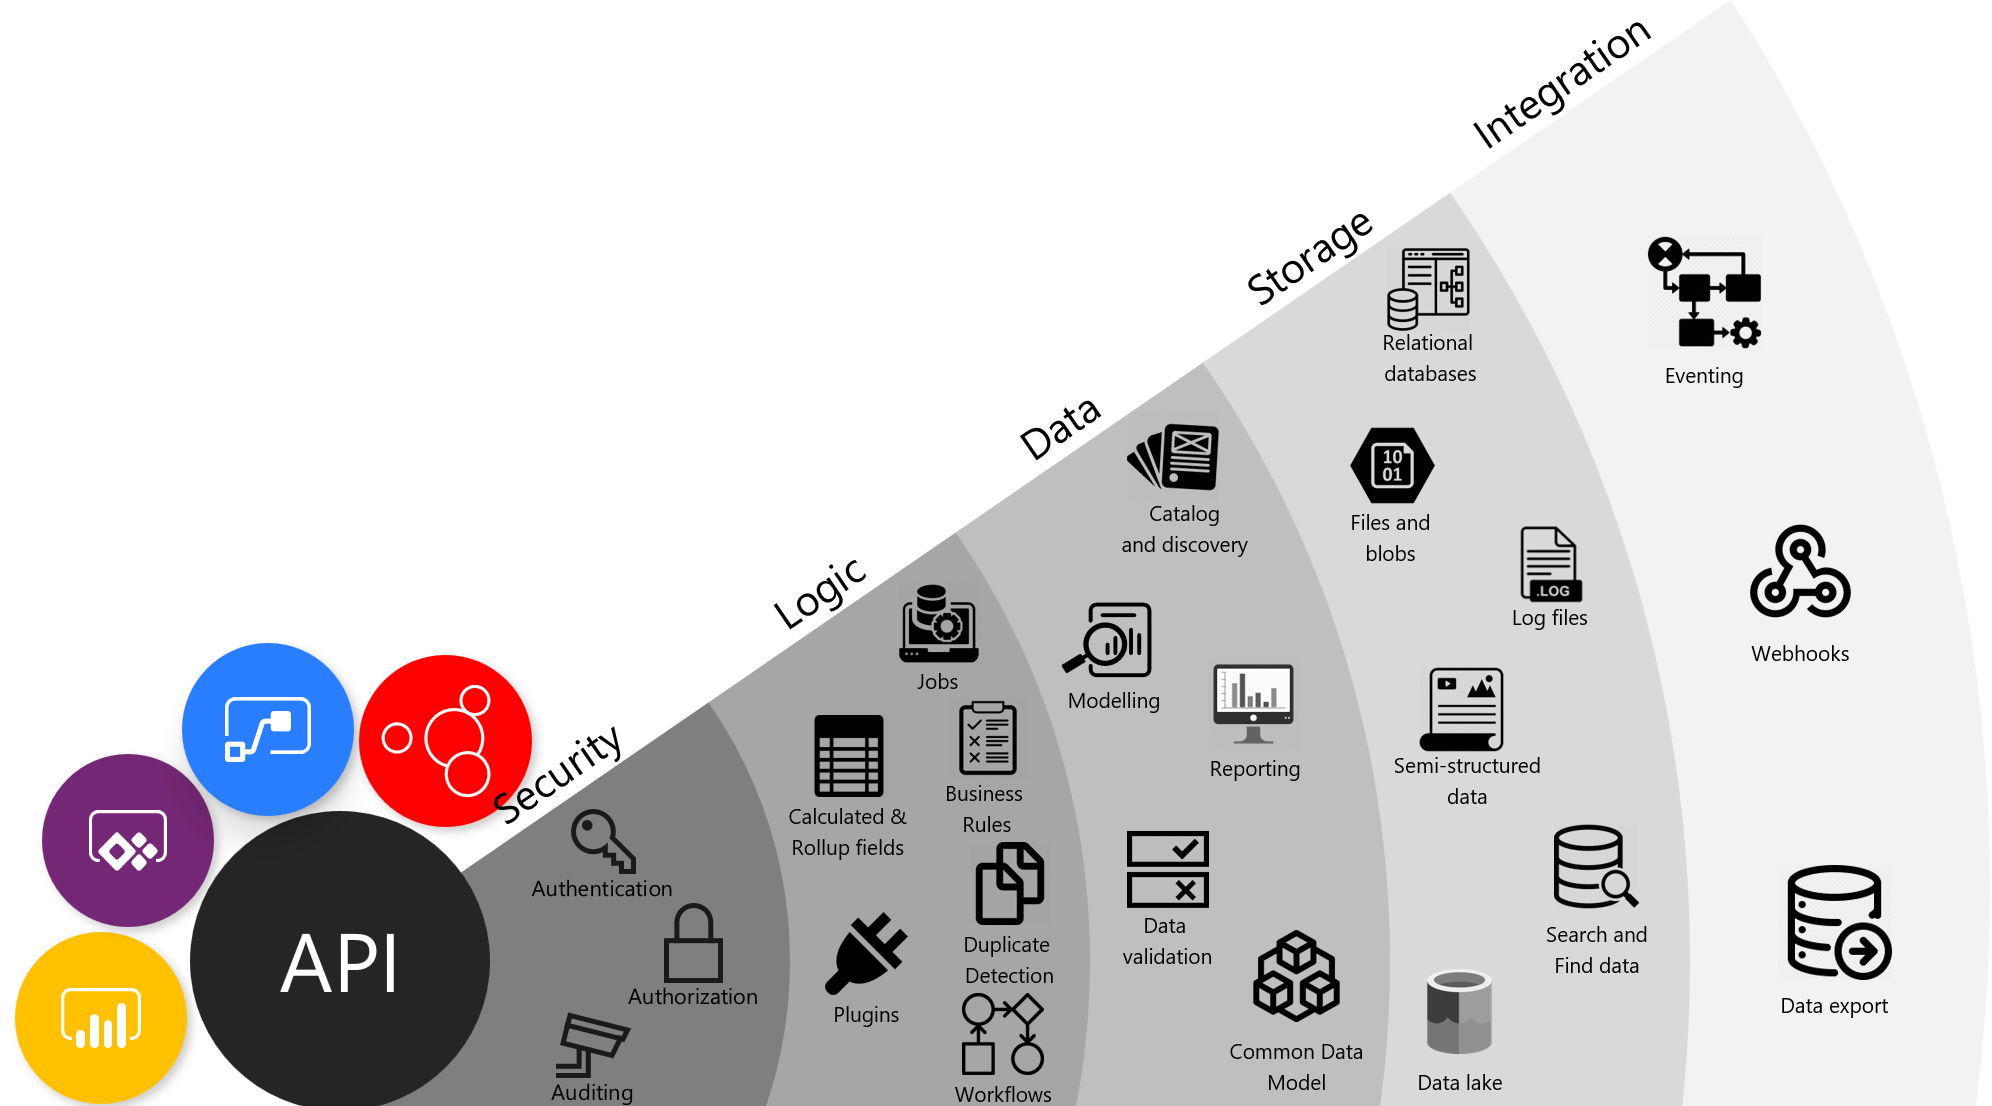 API
Security
Authentication
Authorization
Auditing
Logic
Jobs
Calculated &
Rollup fields
Business
Rules
Duplicate
Detection
Plugins
Workflows
Data
Catalog
and discovery
Modelling
Reporting
Data
validation
Common Data
Model
Storage
Relational
databases
10
01
Files and
blobs
.LOG
Log files
Semi-structured
data
Search and
Find data
Data lake
Integration
Eventing
Webhooks
Data export